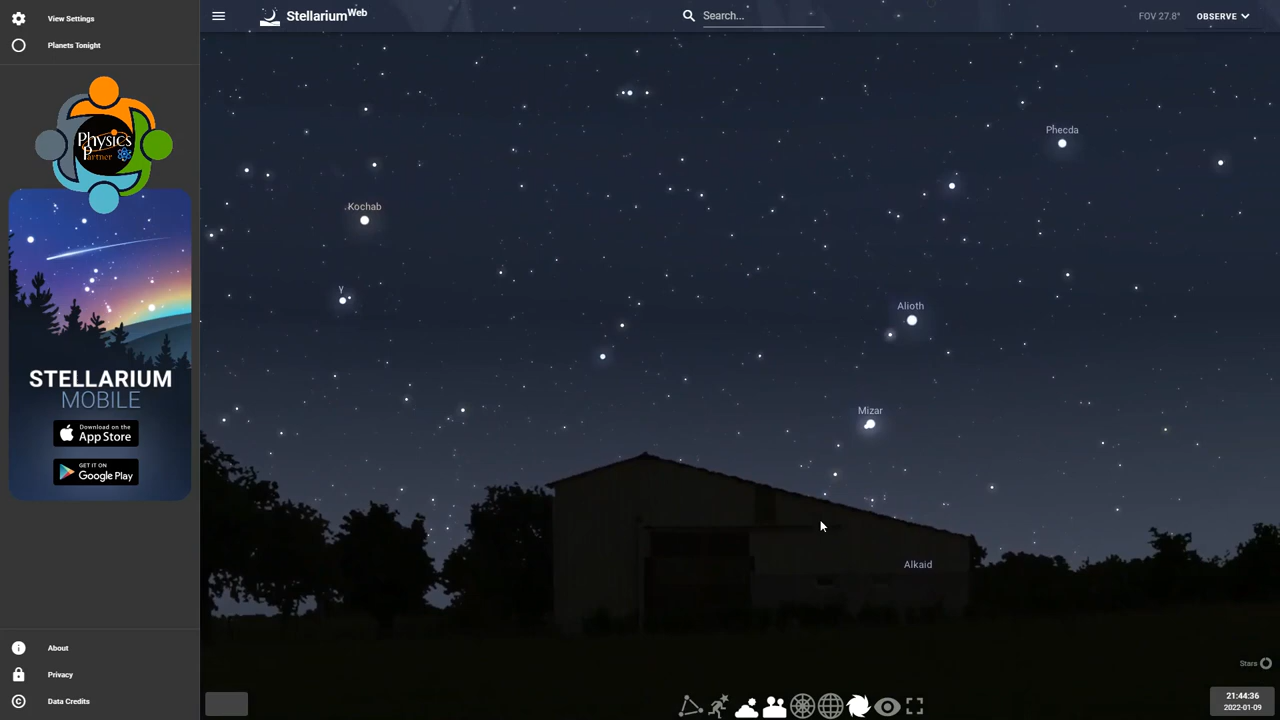 View Settings
Planets Tonight
Physics
Partner
STELLARIUM
MOBILE
Download on the
App Store
GET IT ON
Google Play
About
Privacy
Data Credits
StellariumWeb
Search...
FOV 27.8°
OBSERVE
Phecda
Kochab
γ
Alioth
Mizar
Alkaid
Stars
21:44:36
2022-01-09